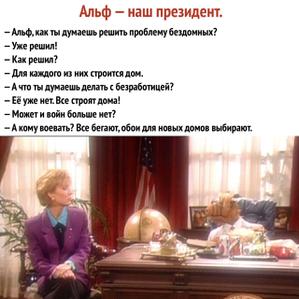 Альф — наш президент.
— Альф, как ты думаешь решить проблему бездомных?
— Уже решил!
— Как решил?
— Для каждого из них строится дом.
— А что ты думаешь делать с безработицей?
— Её уже нет. Все строят дома!
— Может и войн больше нет?
— А кому воевать? Все бегают, обои для новых домов выбирают.